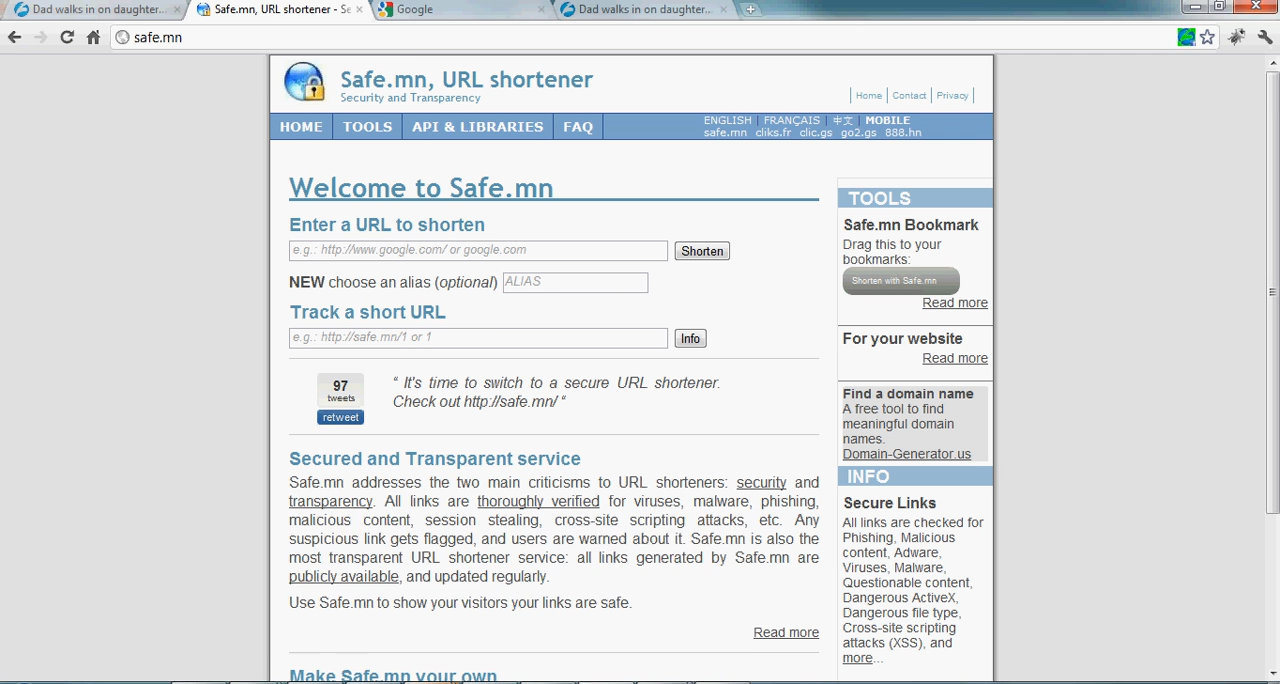 Dad walks in on daughter...
Safe.mn, URL shortener - Se
Google
Dad walks in on daughter...
safe.mn
Safe.mn, URL shortener
Security and Transparency
Home
Contact
Privacy
HOME
TOOLS
API & LIBRARIES
FAQ
ENGLISH | FRANÇAIS | 中文 | MOBILE
safe.mn cliks.fr clic.gs go2.gs 888.hn
Welcome to Safe.mn
Enter a URL to shorten
e.g.: http://www.google.com/ or google.com
Shorten
NEW choose an alias (optional)
ALIAS
Track a short URL
e.g.: http://safe.mn/1 or 1
Info
97
tweets
retweet
“ It's time to switch to a secure URL shortener.
Check out http://safe.mn/ “
Secured and Transparent service
Safe.mn addresses the two main criticisms to URL shorteners: security and
transparency. All links are thoroughly verified for viruses, malware, phishing,
malicious content, session stealing, cross-site scripting attacks, etc. Any
suspicious link gets flagged, and users are warned about it. Safe.mn is also the
most transparent URL shortener service: all links generated by Safe.mn are
publicly available, and updated regularly.
Use Safe.mn to show your visitors your links are safe.
Read more
Make Safe.mn your own
TOOLS
Safe.mn Bookmark
Drag this to your
bookmarks:
Shorten with Safe.mn
Read more
For your website
Read more
Find a domain name
A free tool to find
meaningful domain
names.
Domain-Generator.us
INFO
Secure Links
All links are checked for
Phishing, Malicious
content, Adware,
Viruses, Malware,
Questionable content,
Dangerous ActiveX,
Dangerous file type,
Cross-site scripting
attacks (XSS), and
more...